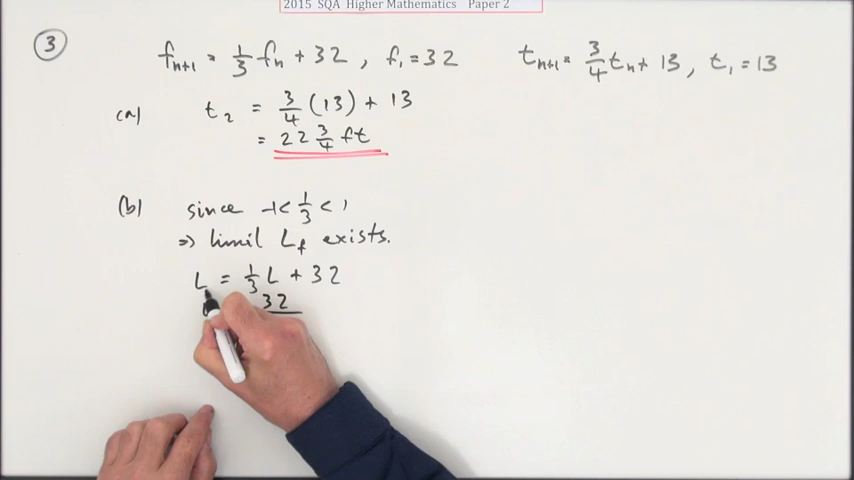 2015 SQA Higher Mathematics Paper 2
3
fn+1 = 1/3 fn + 32 , f1 = 32
tn+1 = 3/4 tn + 13 , t1 = 13
(a) t2 = 3/4 (13) + 13
= 22 3/4 ft
(b) since -1 < 1/3 < 1
⇒ limit Lf exists.
L = 1/3 L + 32
32